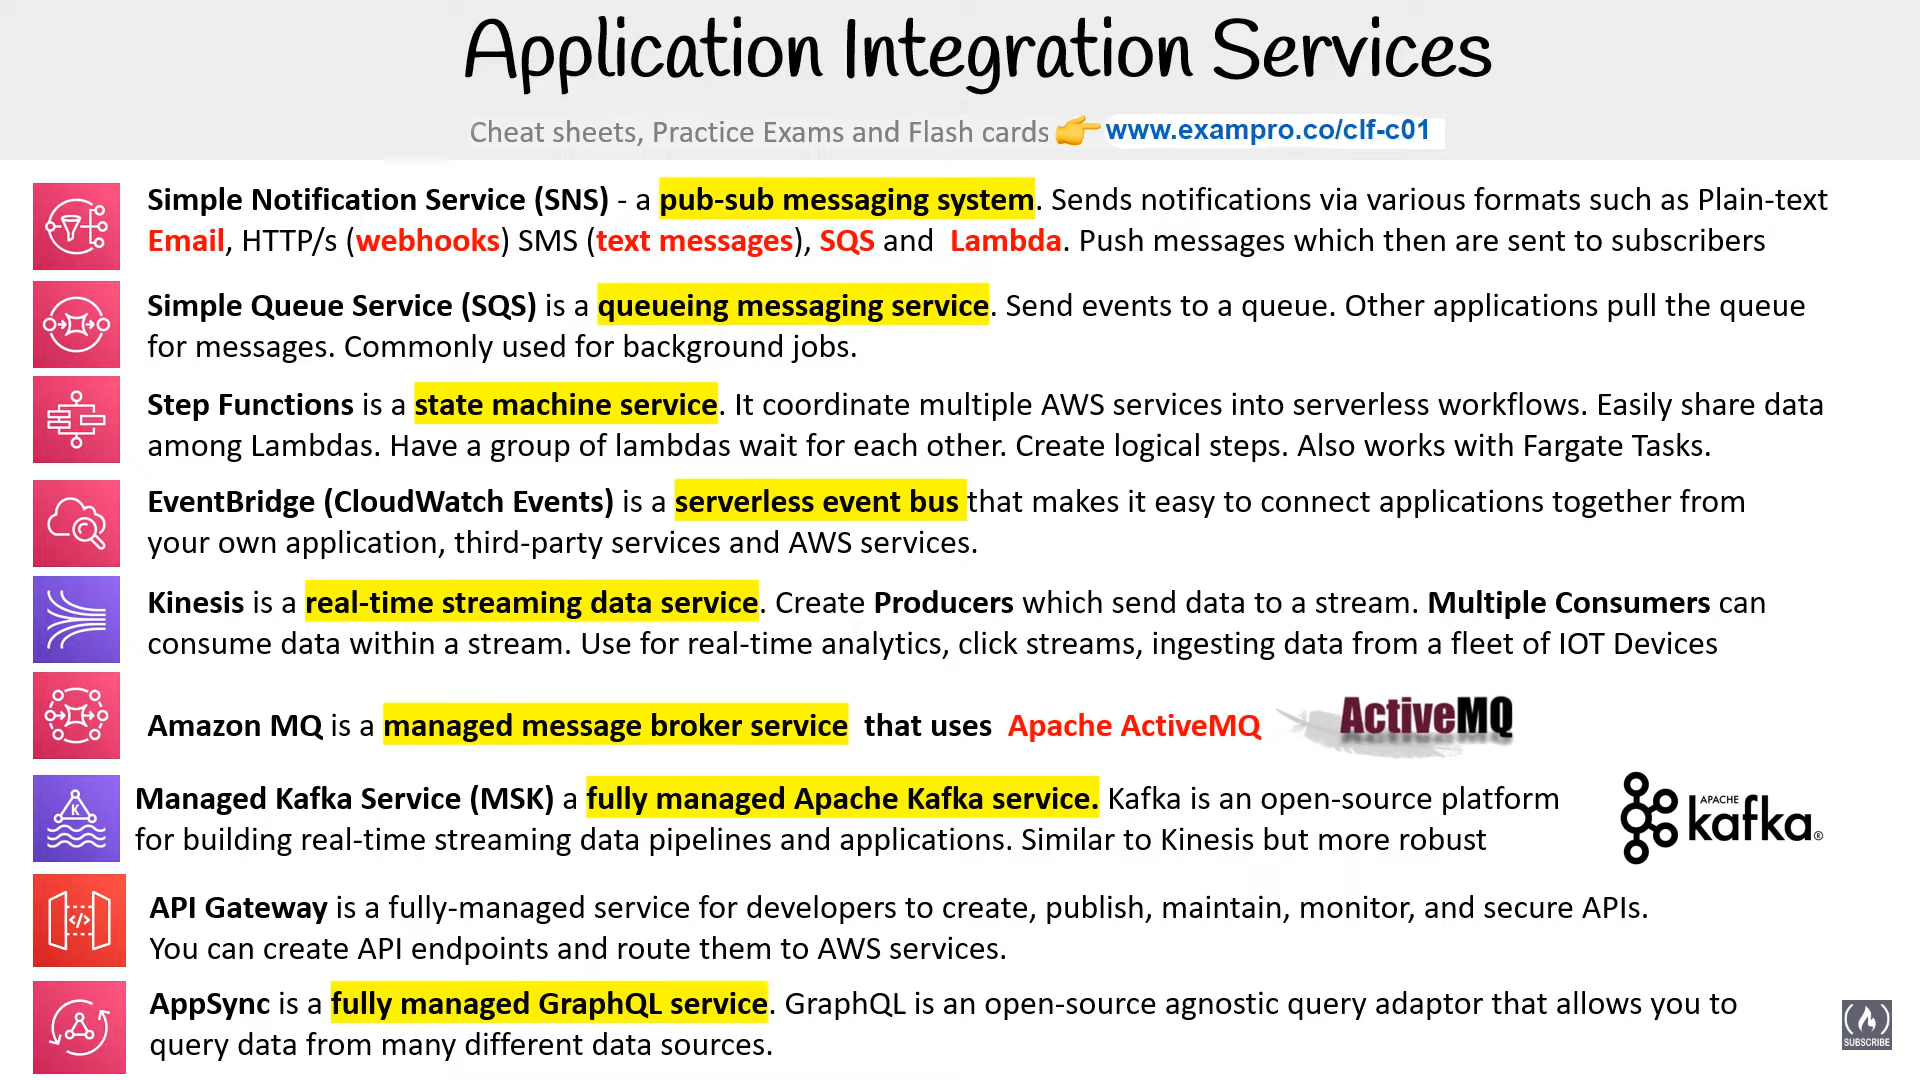 Application Integration Services
Cheat sheets, Practice Exams and Flash cards 👉 www.exampro.co/clf-c01
Simple Notification Service (SNS) - a pub-sub messaging system. Sends notifications via various formats such as Plain-text
Email, HTTP/s (webhooks) SMS (text messages), SQS and Lambda. Push messages which then are sent to subscribers
Simple Queue Service (SQS) is a queueing messaging service. Send events to a queue. Other applications pull the queue
for messages. Commonly used for background jobs.
Step Functions is a state machine service. It coordinate multiple AWS services into serverless workflows. Easily share data
among Lambdas. Have a group of lambdas wait for each other. Create logical steps. Also works with Fargate Tasks.
EventBridge (CloudWatch Events) is a serverless event bus that makes it easy to connect applications together from
your own application, third-party services and AWS services.
Kinesis is a real-time streaming data service. Create Producers which send data to a stream. Multiple Consumers can
consume data within a stream. Use for real-time analytics, click streams, ingesting data from a fleet of IOT Devices
Amazon MQ is a managed message broker service that uses Apache ActiveMQ
ActiveMQ
K
Managed Kafka Service (MSK) a fully managed Apache Kafka service. Kafka is an open-source platform
for building real-time streaming data pipelines and applications. Similar to Kinesis but more robust
APACHE
kafka®
API Gateway is a fully-managed service for developers to create, publish, maintain, monitor, and secure APIs.
You can create API endpoints and route them to AWS services.
AppSync is a fully managed GraphQL service. GraphQL is an open-source agnostic query adaptor that allows you to
query data from many different data sources.
SUBSCRIBE